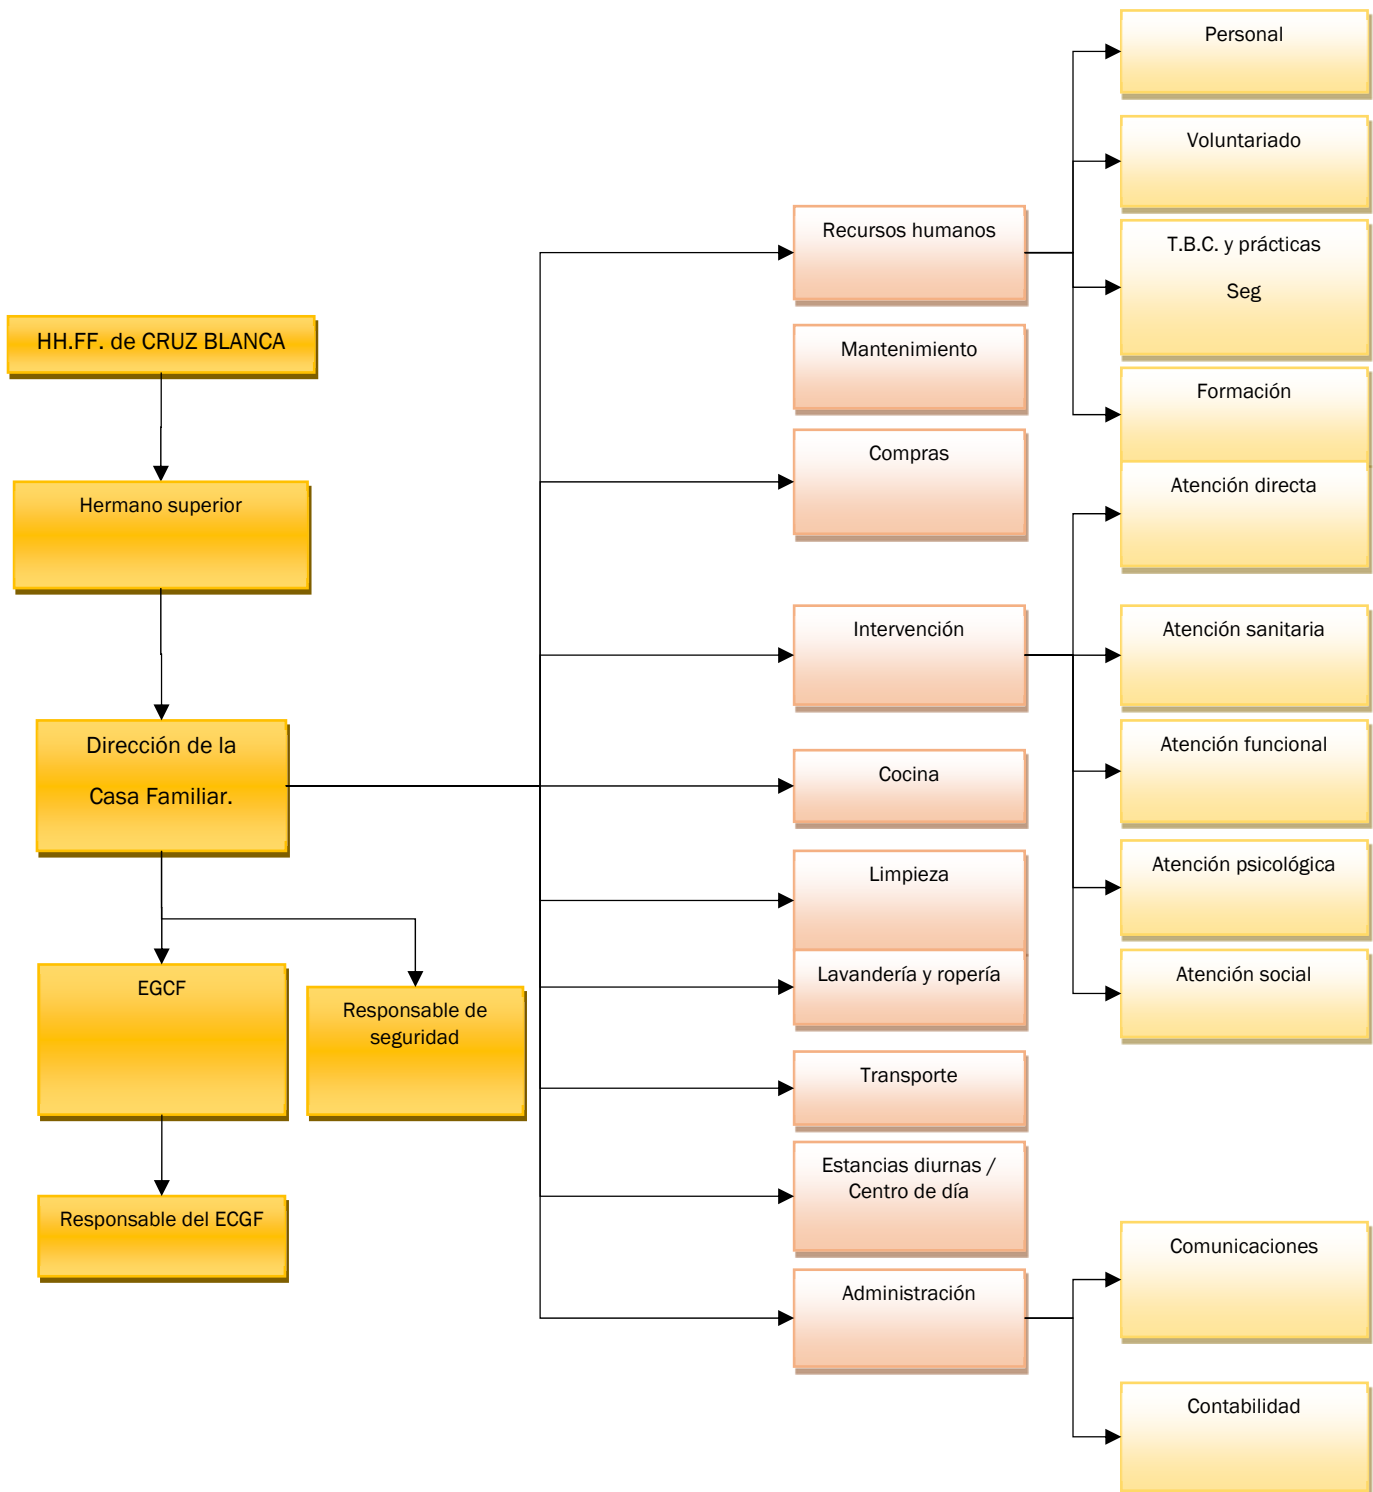 HH.FF. de CRUZ BLANCA
Hermano superior
Dirección de la
Casa Familiar.
EGCF
Responsable de
seguridad
Responsable del ECGF
Recursos humanos
Mantenimiento
Compras
Intervención
Cocina
Limpieza
Lavandería y ropería
Transporte
Estancias diurnas /
Centro de día
Administración
Personal
Voluntariado
T.B.C. y prácticas
Seg
Formación
Atención directa
Atención sanitaria
Atención funcional
Atención psicológica
Atención social
Comunicaciones
Contabilidad